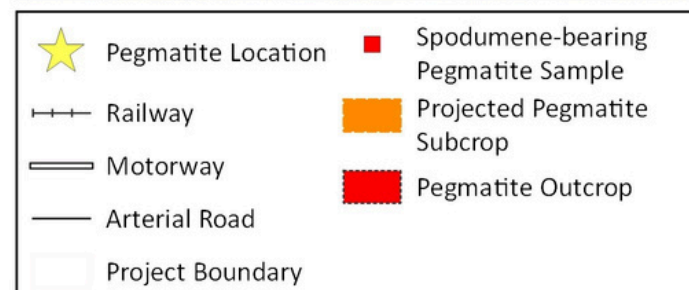 Pegmatite Location
Railway
Motorway
Arterial Road
Project Boundary
Spodumene-bearing
Pegmatite Sample
Projected Pegmatite
Subcrop
Pegmatite Outcrop